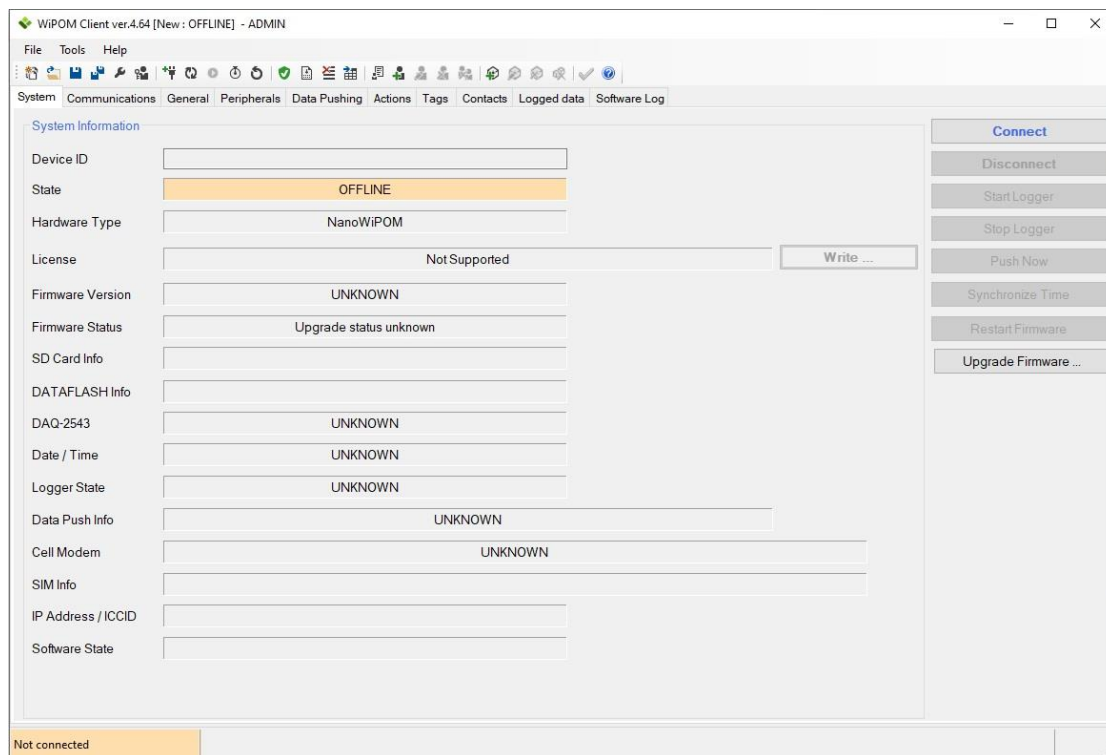 WiPOM Client ver.4.64 [New : OFFLINE] - ADMIN
File Tools Help
System Communications General Peripherals Data Pushing Actions Tags Contacts Logged data Software Log
System Information
Device ID
State OFFLINE
Hardware Type NanoWiPOM
License Not Supported Write ...
Firmware Version UNKNOWN
Firmware Status Upgrade status unknown
SD Card Info
DATAFLASH Info
DAQ-2543 UNKNOWN
Date / Time UNKNOWN
Logger State UNKNOWN
Data Push Info UNKNOWN
Cell Modem UNKNOWN
SIM Info
IP Address / ICCID
Software State
Connect
Disconnect
Start Logger
Stop Logger
Push Now
Synchronize Time
Restart Firmware
Upgrade Firmware ...
Not connected